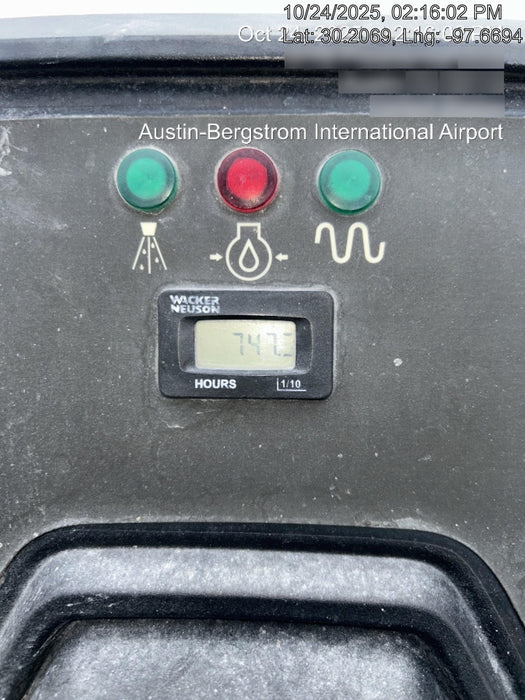 10/24/2025, 02:16:02 PM
Lat: 30.2069, Lng: -97.6694
Austin-Bergstrom International Airport
WACKER
NEUSON
HOURS 1/10